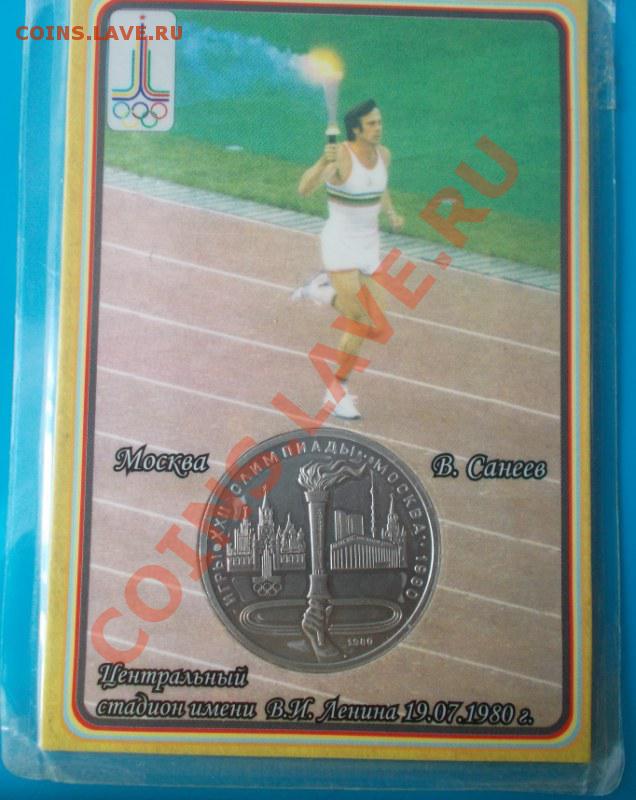 COINS.LAVE.RU
COINS.LAVE.РУ
Москва
В. Санеев
ИГРЫ XXII ОЛИМПИАДЫ МОСКВА 1980
1980
Центральный
стадион имени В.И. Ленина 19.07.1980 г.